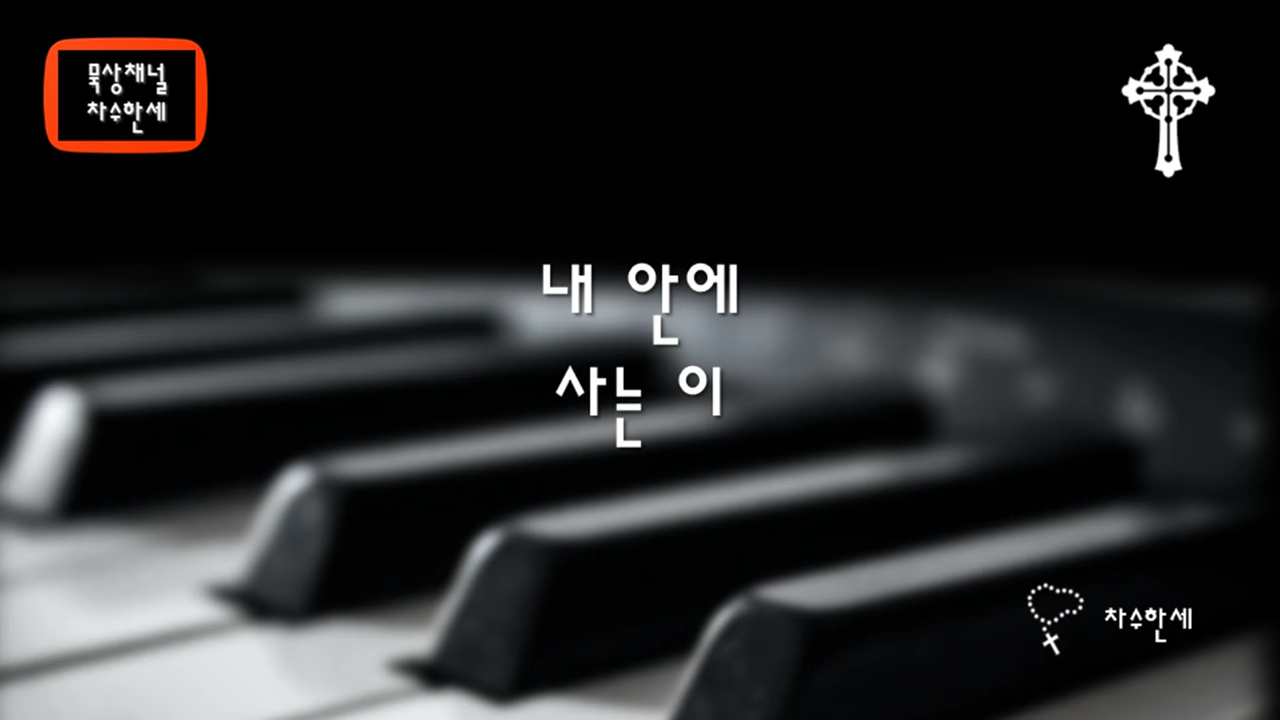 묵상채널
차수한세
내 안에
사는 이
차수한세